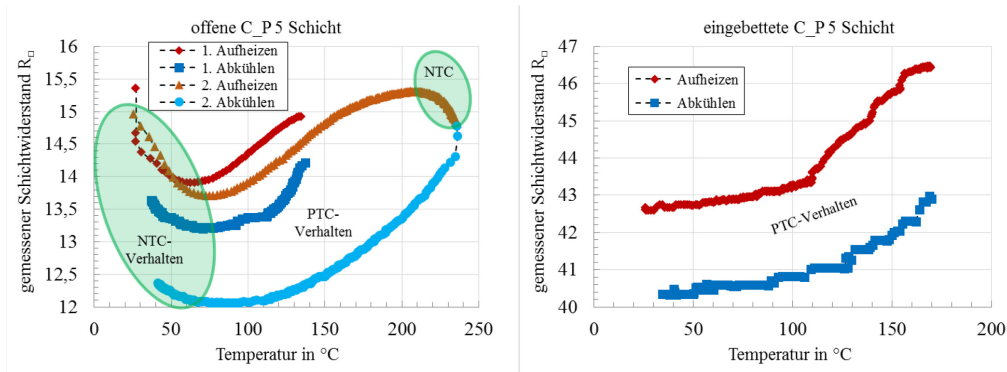 offene C_P 5 Schicht
gemessener Schichtwiderstand R□
16
15,5
15
14,5
14
13,5
13
12,5
12
1. Aufheizen
1. Abkühlen
2. Aufheizen
2. Abkühlen
NTC
NTC-
Verhalten
PTC-
Verhalten
0
50
100
150
200
250
Temperatur in °C
eingebettete C_P 5 Schicht
gemessener Schichtwiderstand R□
47
46
45
44
43
42
41
40
Aufheizen
Abkühlen
PTC-Verhalten
0
50
100
150
200
Temperatur in °C